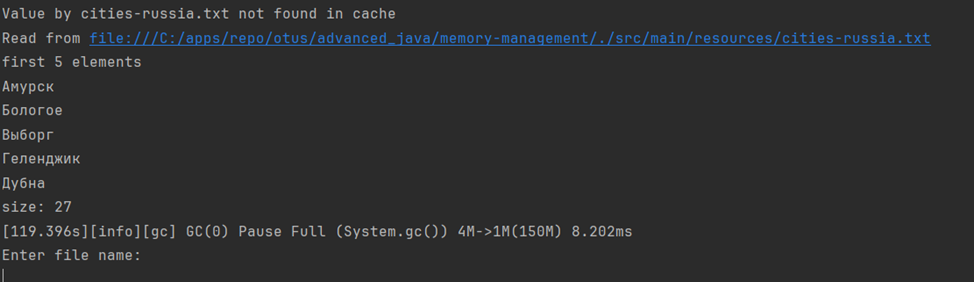 Value by cities-russia.txt not found in cache
Read from file:///C:/apps/repo/otus/advanced_java/memory-management/./src/main/resources/cities-russia.txt
first 5 elements
Амурск
Бологое
Выборг
Геленджик
Дубна
size: 27
[119.396s][info][gc] GC(0) Pause Full (System.gc()) 4M->1M(150M) 8.202ms
Enter file name: